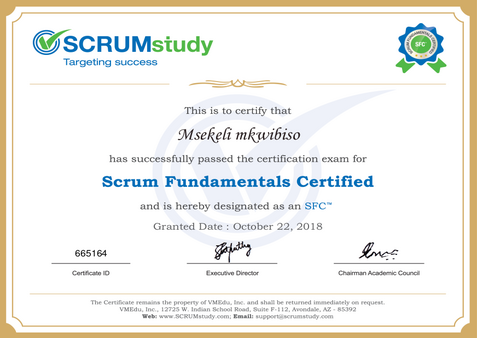 SCRUMstudy
Targeting success
SCRUM FUNDAMENTALS CERTIFIED
SFC
This is to certify that
Msekeli mkwibiso
has successfully passed the certification exam for
Scrum Fundamentals Certified
and is hereby designated as an SFC™
Granted Date : October 22, 2018
665164
Certificate ID
Executive Director
Chairman Academic Council
The Certificate remains the property of VMEdu, Inc. and shall be returned immediately on request.
VMEdu, Inc., 12725 W. Indian School Road, Suite F-112, Avondale, AZ - 85392
Web: www.SCRUMstudy.com; Email: support@scrumstudy.com